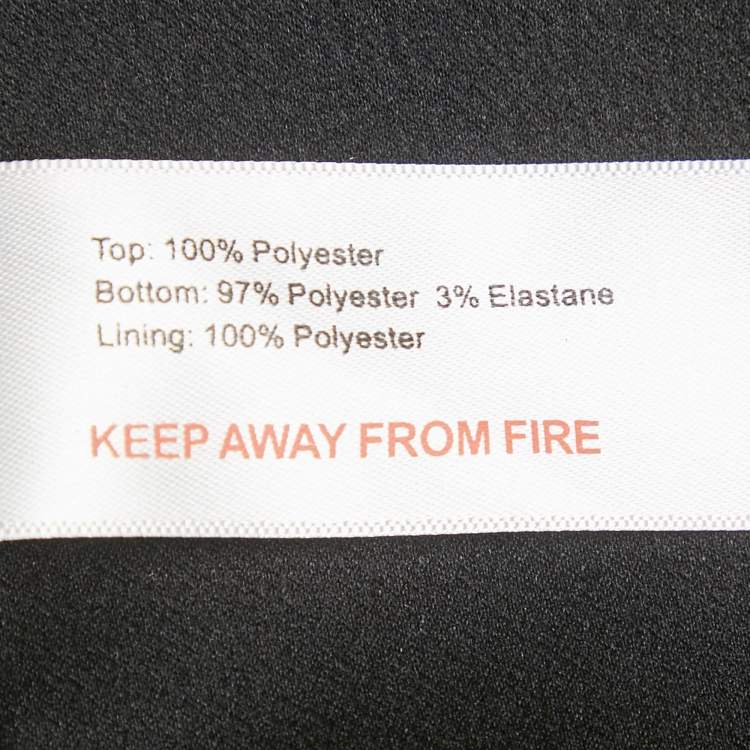 Top: 100% Polyester
Bottom: 97% Polyester 3% Elastane
Lining: 100% Polyester
KEEP AWAY FROM FIRE